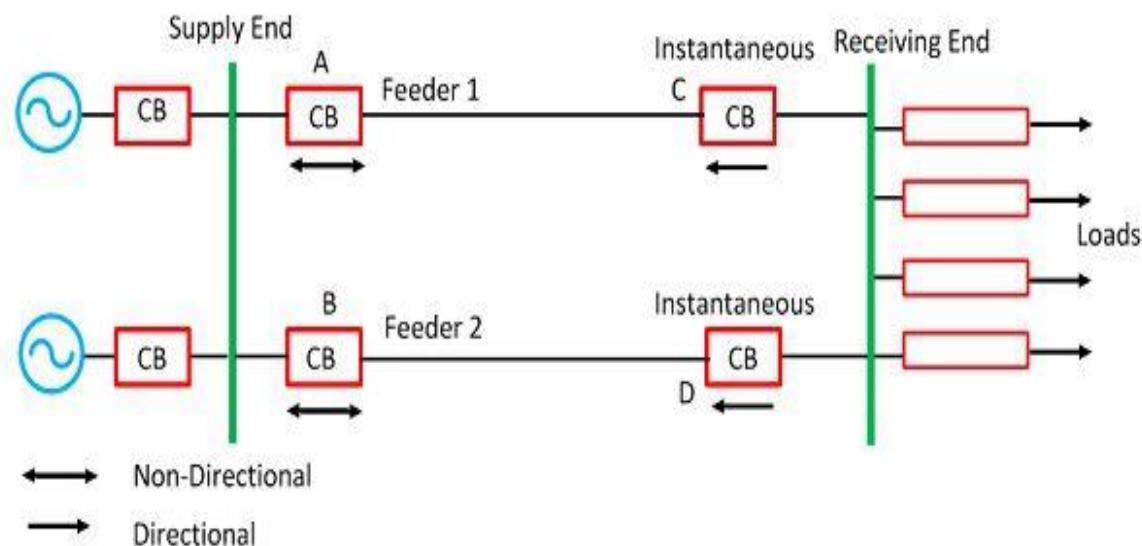 Supply End
Instantaneous
Receiving End
A
Feeder 1
C
CB
CB
CB
Loads
B
Feeder 2
Instantaneous
CB
CB
CB
D
Non-Directional
Directional